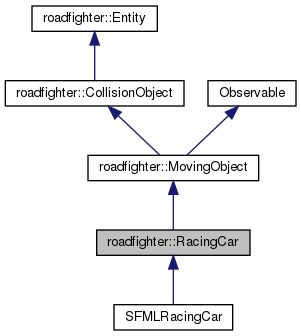 roadfighter::Entity
roadfighter::CollisionObject
Observable
roadfighter::MovingObject
roadfighter::RacingCar
SFMLRacingCar